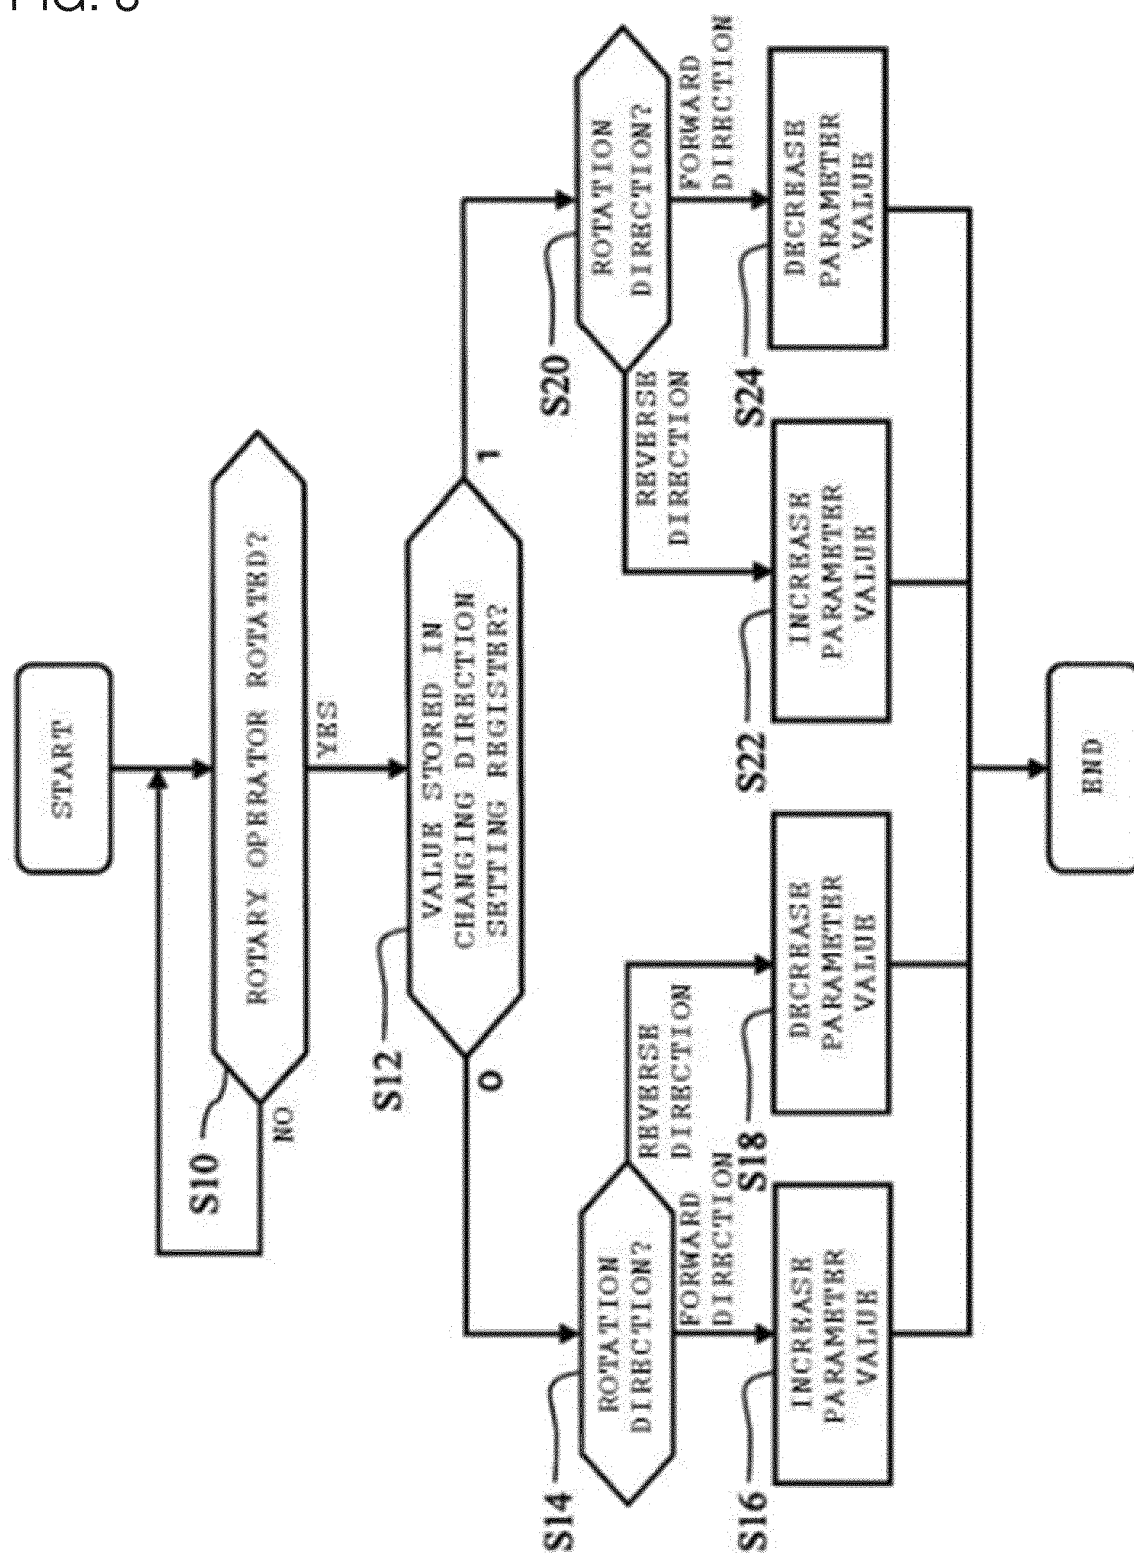 START
ROTARY OPERATOR ROTATED?
S10
NO
YES
VALUE STORED IN
CHANGING DIRECTION
SETTING REGISTER?
S12
0
1
ROTATION
DIRECTION?
S14
REVERSE
DIRECTION
FORWARD
DIRECTION
ROTATION
DIRECTION?
S20
REVERSE
DIRECTION
FORWARD
DIRECTION
INCREASE
PARAMETER
VALUE
S16
DECREASE
PARAMETER
VALUE
S18
INCREASE
PARAMETER
VALUE
S22
DECREASE
PARAMETER
VALUE
S24
END